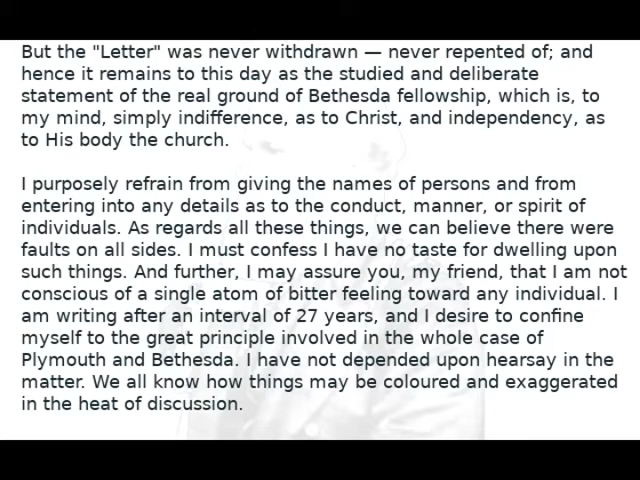 But the "Letter" was never withdrawn — never repented of; and
hence it remains to this day as the studied and deliberate
statement of the real ground of Bethesda fellowship, which is, to
my mind, simply indifference, as to Christ, and independency, as
to His body the church.
I purposely refrain from giving the names of persons and from
entering into any details as to the conduct, manner, or spirit of
individuals. As regards all these things, we can believe there were
faults on all sides. I must confess I have no taste for dwelling upon
such things. And further, I may assure you, my friend, that I am not
conscious of a single atom of bitter feeling toward any individual. I
am writing after an interval of 27 years, and I desire to confine
myself to the great principle involved in the whole case of
Plymouth and Bethesda. I have not depended upon hearsay in the
matter. We all know how things may be coloured and exaggerated
in the heat of discussion.